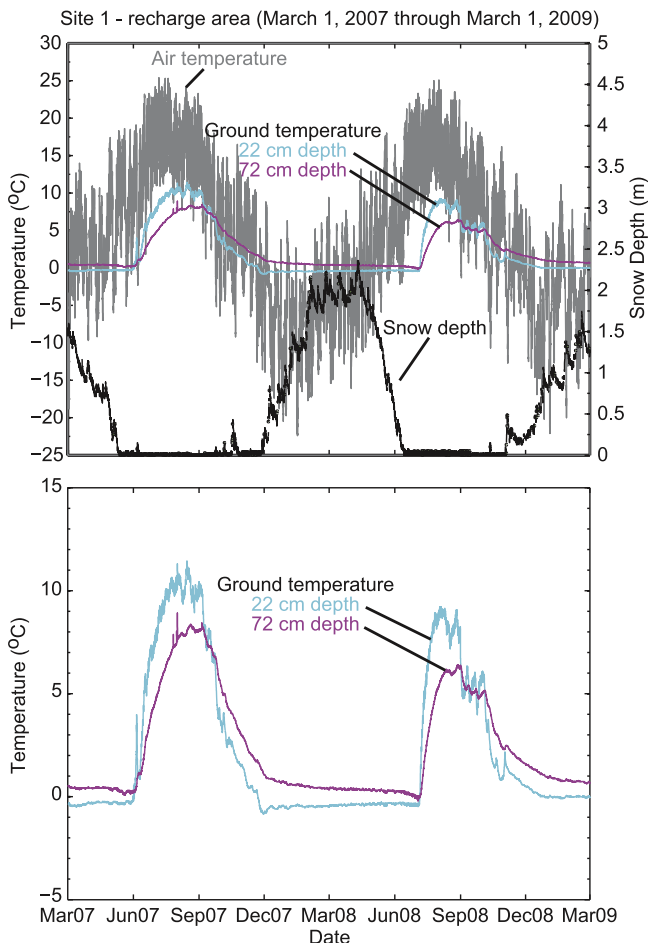 Site 1 - recharge area (March 1, 2007 through March 1, 2009)
30
25
20
15
10
5
0
−5
−10
−15
−20
−25
Temperature (ºC)
5
4.5
4
3.5
3
2.5
2
1.5
1
0.5
0
Snow Depth (m)
Air temperature
Ground temperature
22 cm depth
72 cm depth
Snow depth
15
10
5
0
−5
Temperature (ºC)
Ground temperature
22 cm depth
72 cm depth
Mar07 Jun07 Sep07 Dec07 Mar08 Jun08 Sep08 Dec08 Mar09
Date